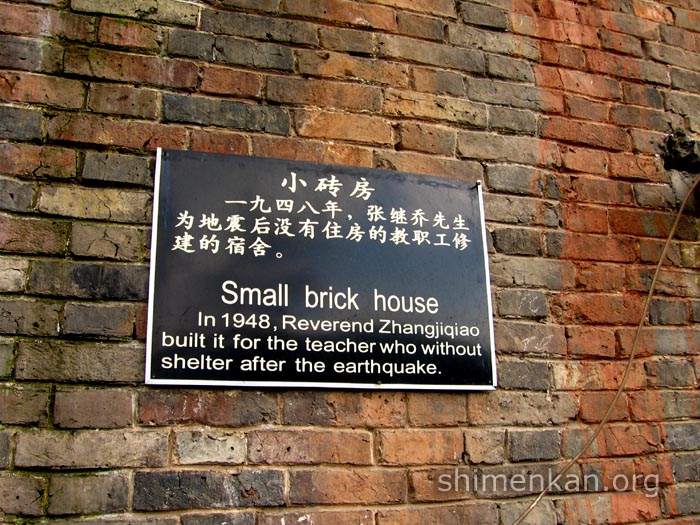 小砖房
一九四八年，张继乔先生
为地震后没有住房的教职工修
建的宿舍。
Small brick house
In 1948, Reverend Zhangjiqiao
built it for the teacher who without
shelter after the earthquake.
shimenkan.org